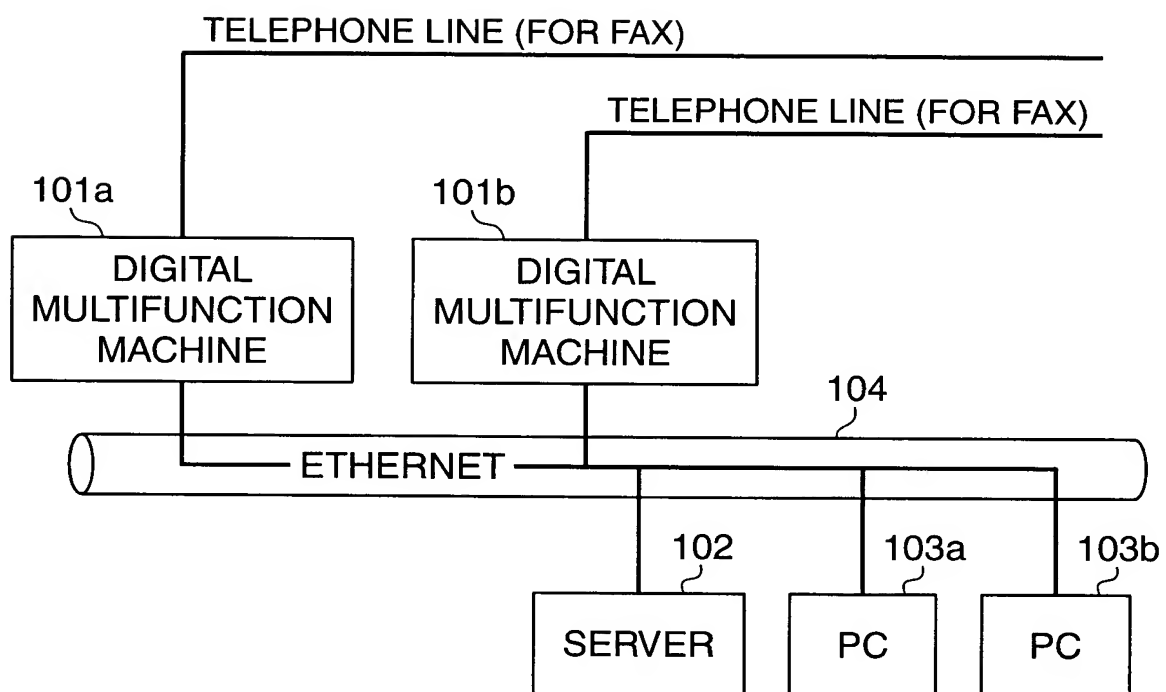 TELEPHONE LINE (FOR FAX)
TELEPHONE LINE (FOR FAX)
101a
101b
DIGITAL
MULTIFUNCTION
MACHINE
DIGITAL
MULTIFUNCTION
MACHINE
104
ETHERNET
102
103a
103b
SERVER
PC
PC